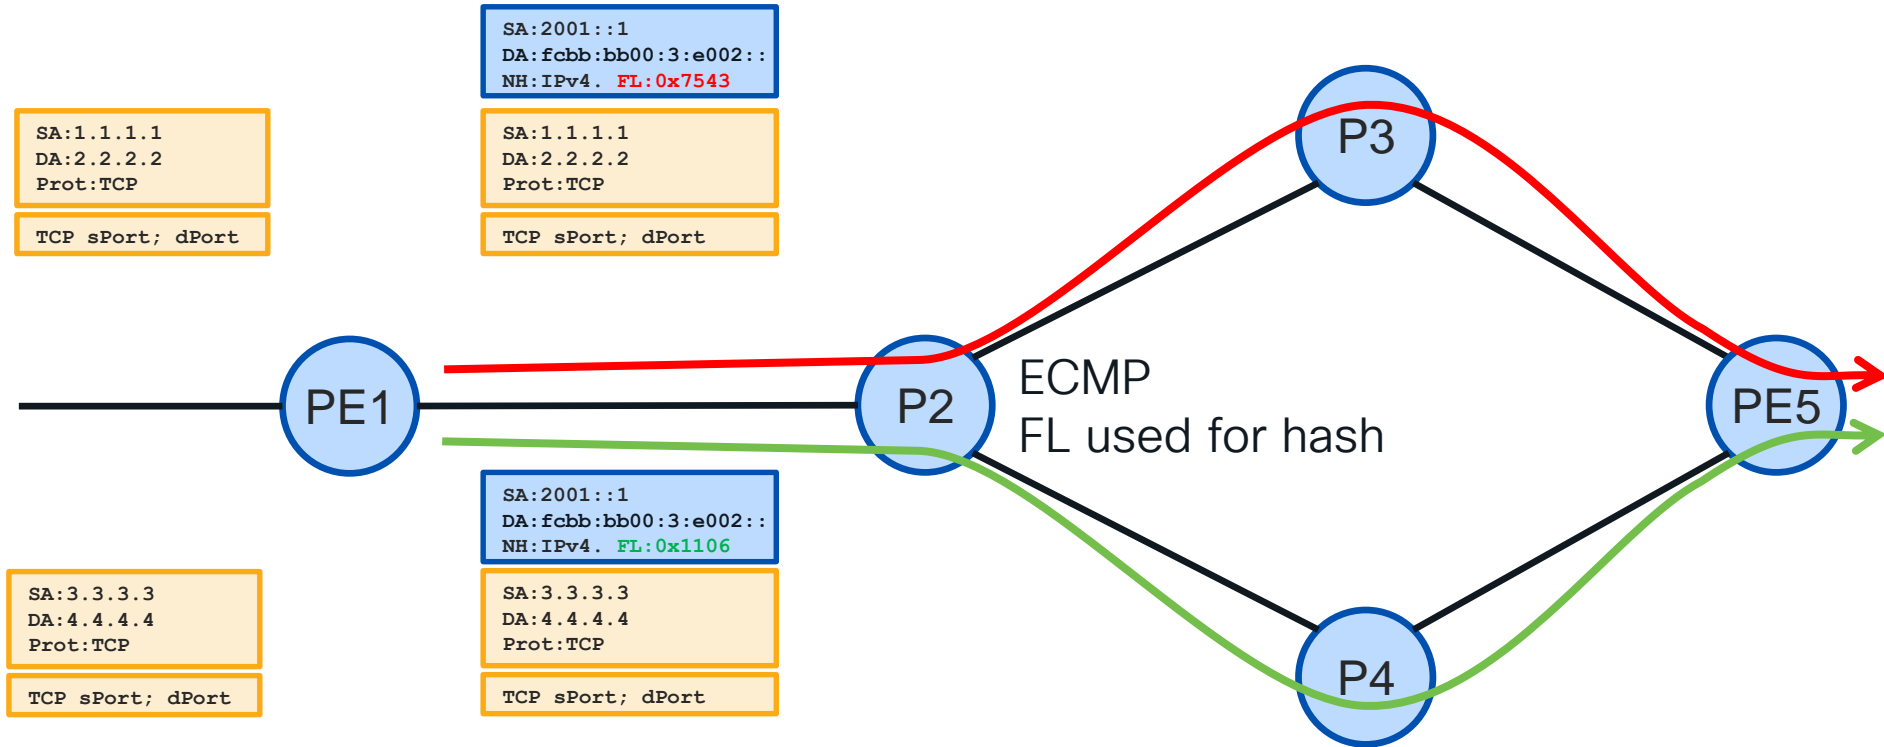 SA:2001::1
DA:fcbb:bb00:3:e002::
NH:IPv4. FL:0x7543
SA:1.1.1.1
DA:2.2.2.2
Prot:TCP
TCP sPort; dPort
SA:1.1.1.1
DA:2.2.2.2
Prot:TCP
TCP sPort; dPort
P3
PE1
P2
ECMP
FL used for hash
PE5
SA:2001::1
DA:fcbb:bb00:3:e002::
NH:IPv4. FL:0x1106
SA:3.3.3.3
DA:4.4.4.4
Prot:TCP
TCP sPort; dPort
SA:3.3.3.3
DA:4.4.4.4
Prot:TCP
TCP sPort; dPort
P4